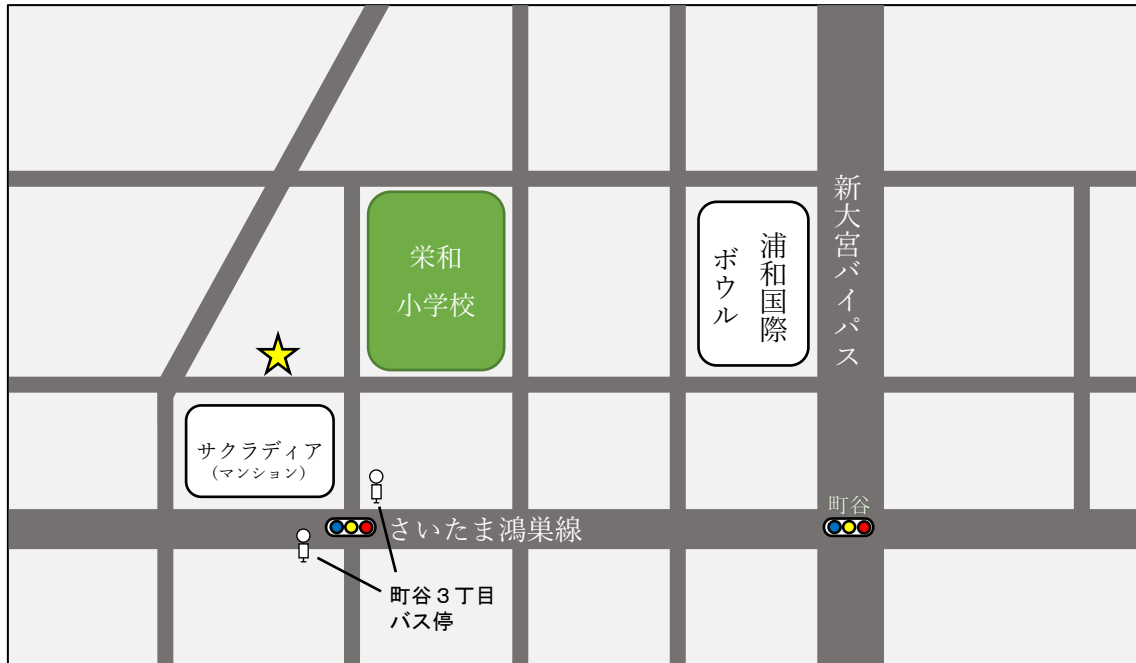 栄和
小学校
浦和国際
ボウル
新大宮バイパス
サクラディア
(マンション)
町谷
さいたま鴻巣線
町谷３丁目
バス停